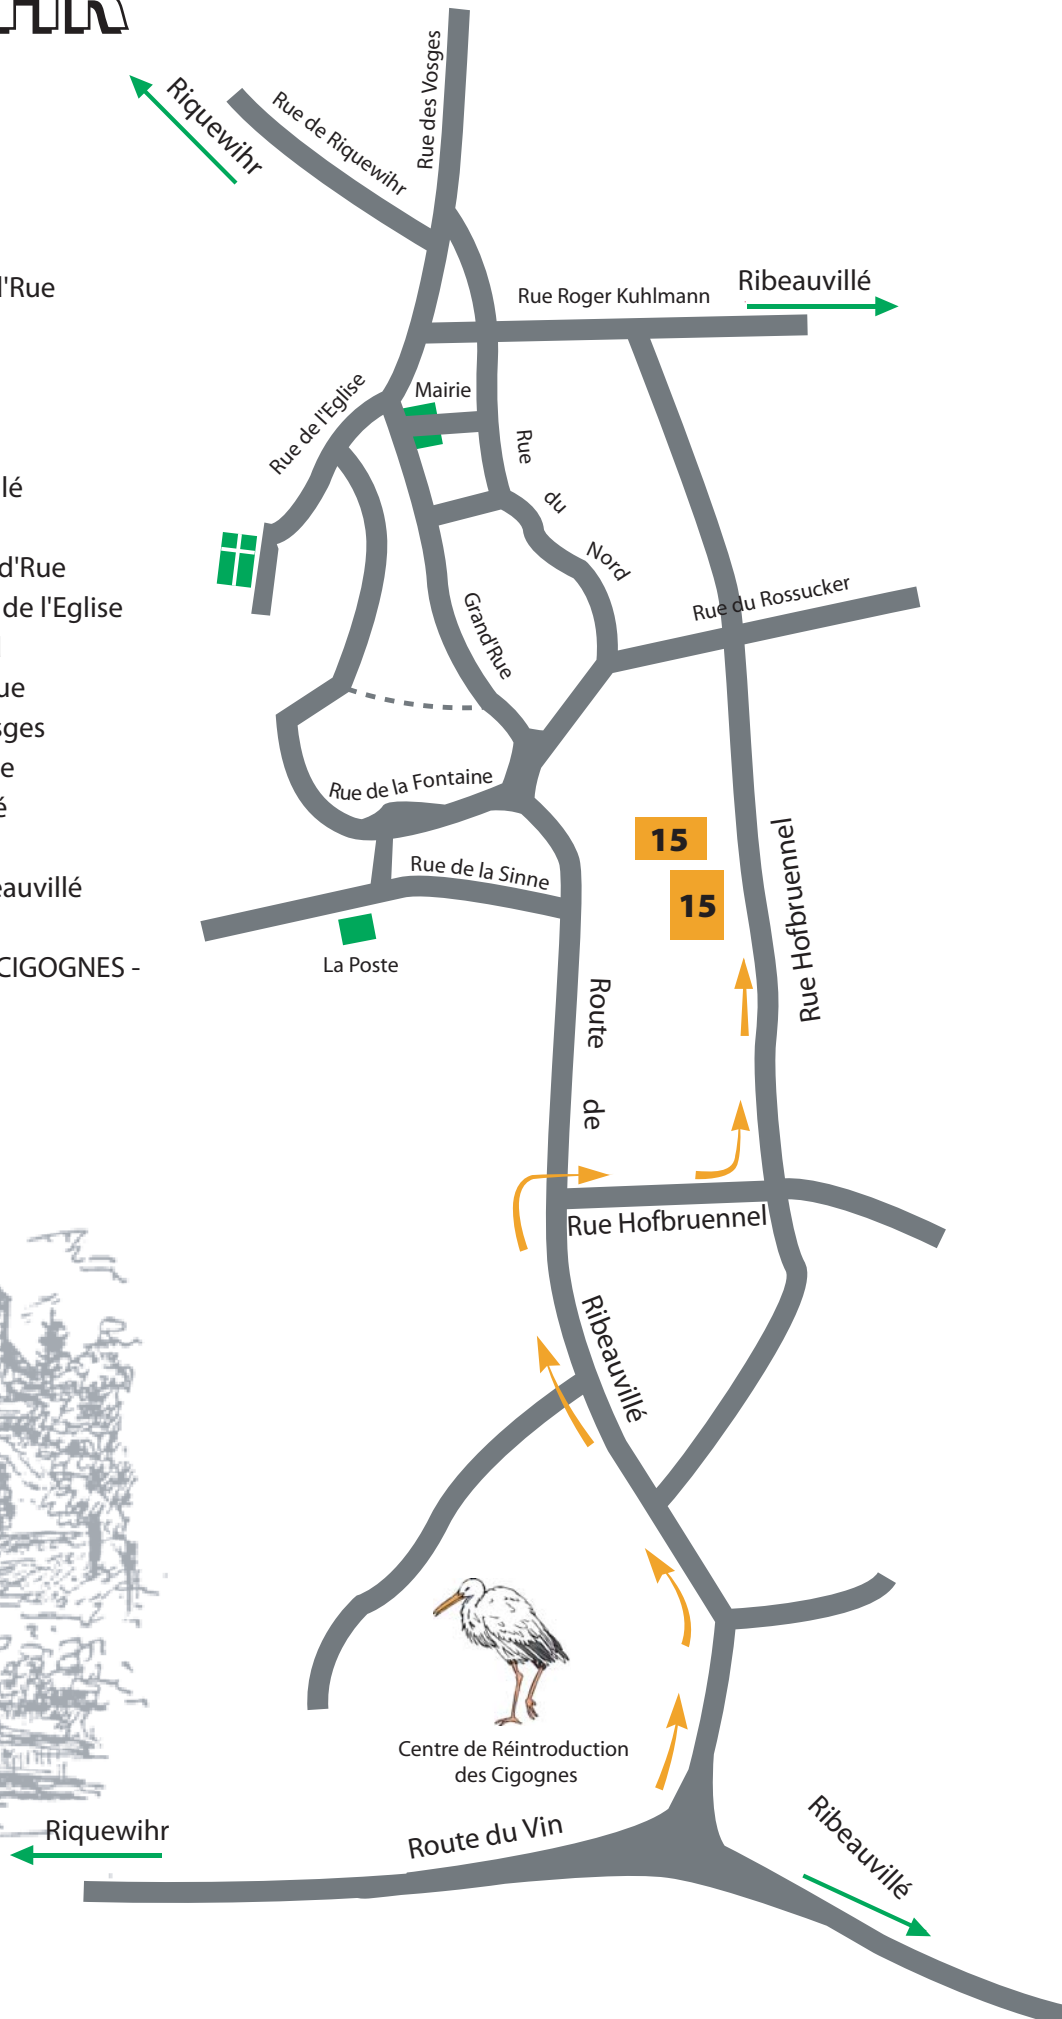 Riquewihr
Rue de Riquewihr
Rue des Vosges
Rue Roger Kuhlmann
Ribeauvillé
'Rue
Rue de l'Eglise
Mairie
Rue
du
Nord
lé
d'Rue
de l'Eglise
ue
sges
e
é
eauvillé
CIGOGNES -
Grand'Rue
Rue du Rossucker
Rue de la Fontaine
15
15
Rue Hofbruennel
Rue de la Sinne
La Poste
Route
de
Ribeauvillé
Rue Hofbruennel
Centre de Réintroduction
des Cigognes
Riquewihr
Route du Vin
Ribeauvillé